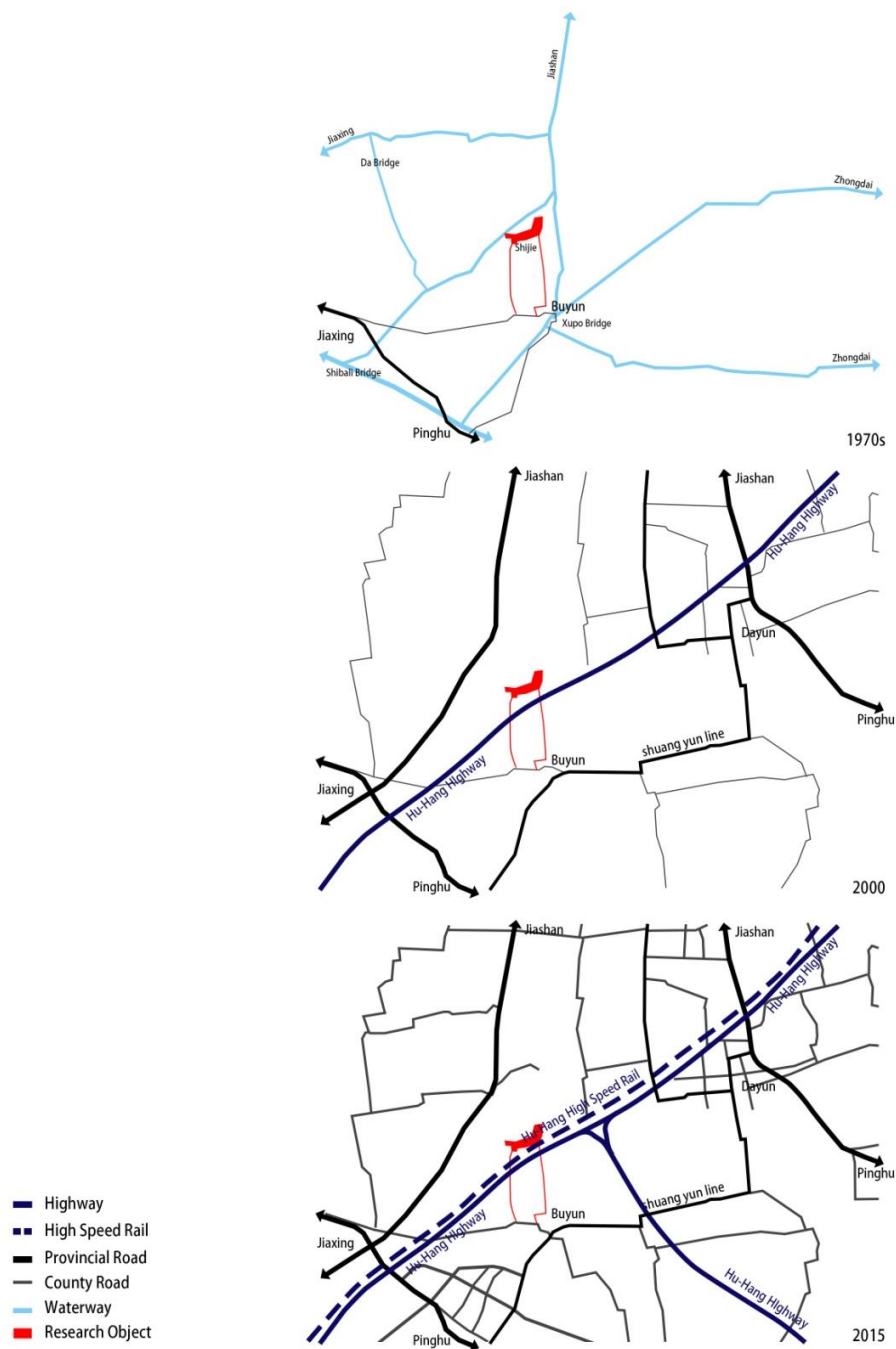 Jiashan
Jiaxing
Da Bridge
Zhongdai
Shijie
Buyun
Xupo Bridge
Jiaxing
Shibali Bridge
Zhongdai
Pinghu
1970s
Jiashan
Jiashan
Hu-Hang HIghway
Dayun
Pinghu
shuang yun line
Buyun
Jiaxing
Hu-Hang HIghway
Pinghu
2000
Jiashan
Jiashan
Hu-Hang HIghway
Hu-Hang High Speed Rail
Dayun
Pinghu
shuang yun line
Buyun
Jiaxing
Hu-Hang HIghway
Hu-Hang HIghway
Pinghu
2015
Highway
High Speed Rail
Provincial Road
County Road
Waterway
Research Object